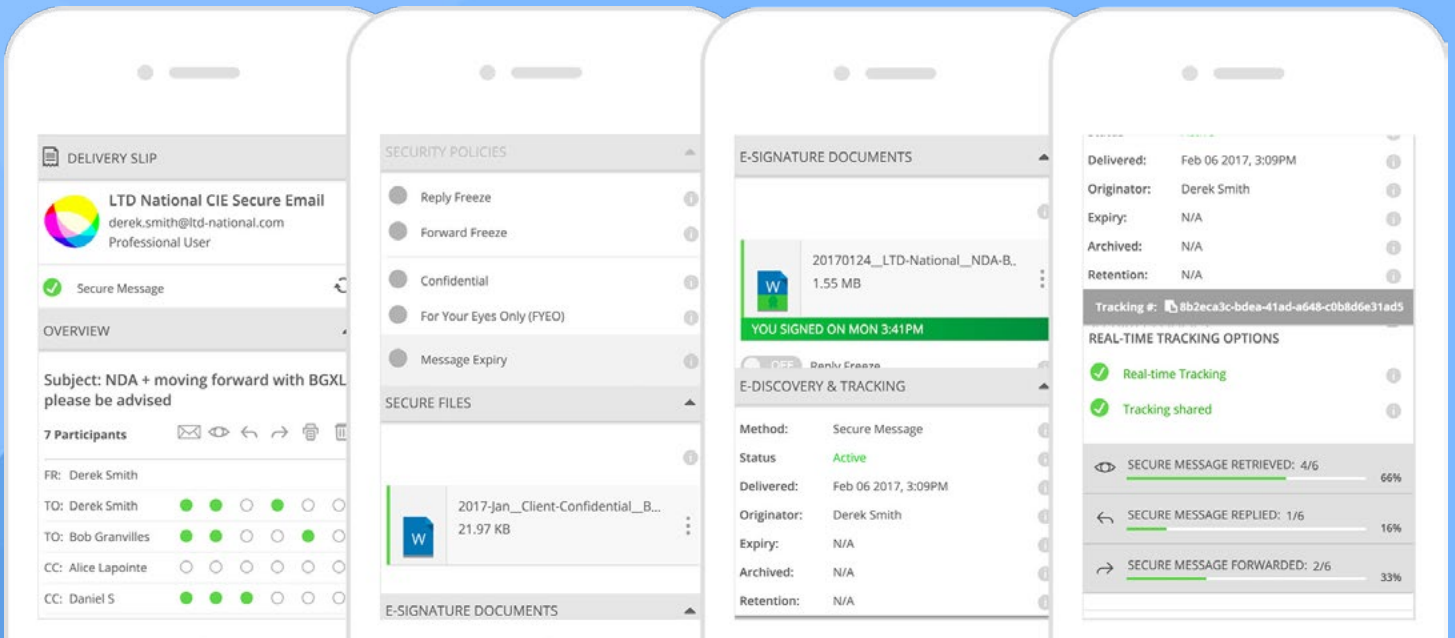 DELIVERY SLIP
LTD National CIE Secure Email
derek.smith@ltd-national.com
Professional User
Secure Message
OVERVIEW
Subject: NDA + moving forward with BGXL
please be advised
7 Participants
FR: Derek Smith
TO: Derek Smith
TO: Bob Granvilles
CC: Alice Lapointe
CC: Daniel S
SECURITY POLICIES
Reply Freeze
Forward Freeze
Confidential
For Your Eyes Only (FYEO)
Message Expiry
SECURE FILES
W
2017-Jan__Client-Confidential__B...
21.97 KB
E-SIGNATURE DOCUMENTS
E-SIGNATURE DOCUMENTS
W
20170124__LTD-National__NDA-B..
1.55 MB
YOU SIGNED ON MON 3:41PM
OFF Reply Freeze
E-DISCOVERY & TRACKING
Method: Secure Message
Status Active
Delivered: Feb 06 2017, 3:09PM
Originator: Derek Smith
Expiry: N/A
Archived: N/A
Retention: N/A
Delivered: Feb 06 2017, 3:09PM
Originator: Derek Smith
Expiry: N/A
Archived: N/A
Retention: N/A
Tracking #: 8b2eca3c-bdea-41ad-a648-c0b8d6e31ad5
REAL-TIME TRACKING OPTIONS
Real-time Tracking
Tracking shared
SECURE MESSAGE RETRIEVED: 4/6
66%
SECURE MESSAGE REPLIED: 1/6
16%
SECURE MESSAGE FORWARDED: 2/6
33%